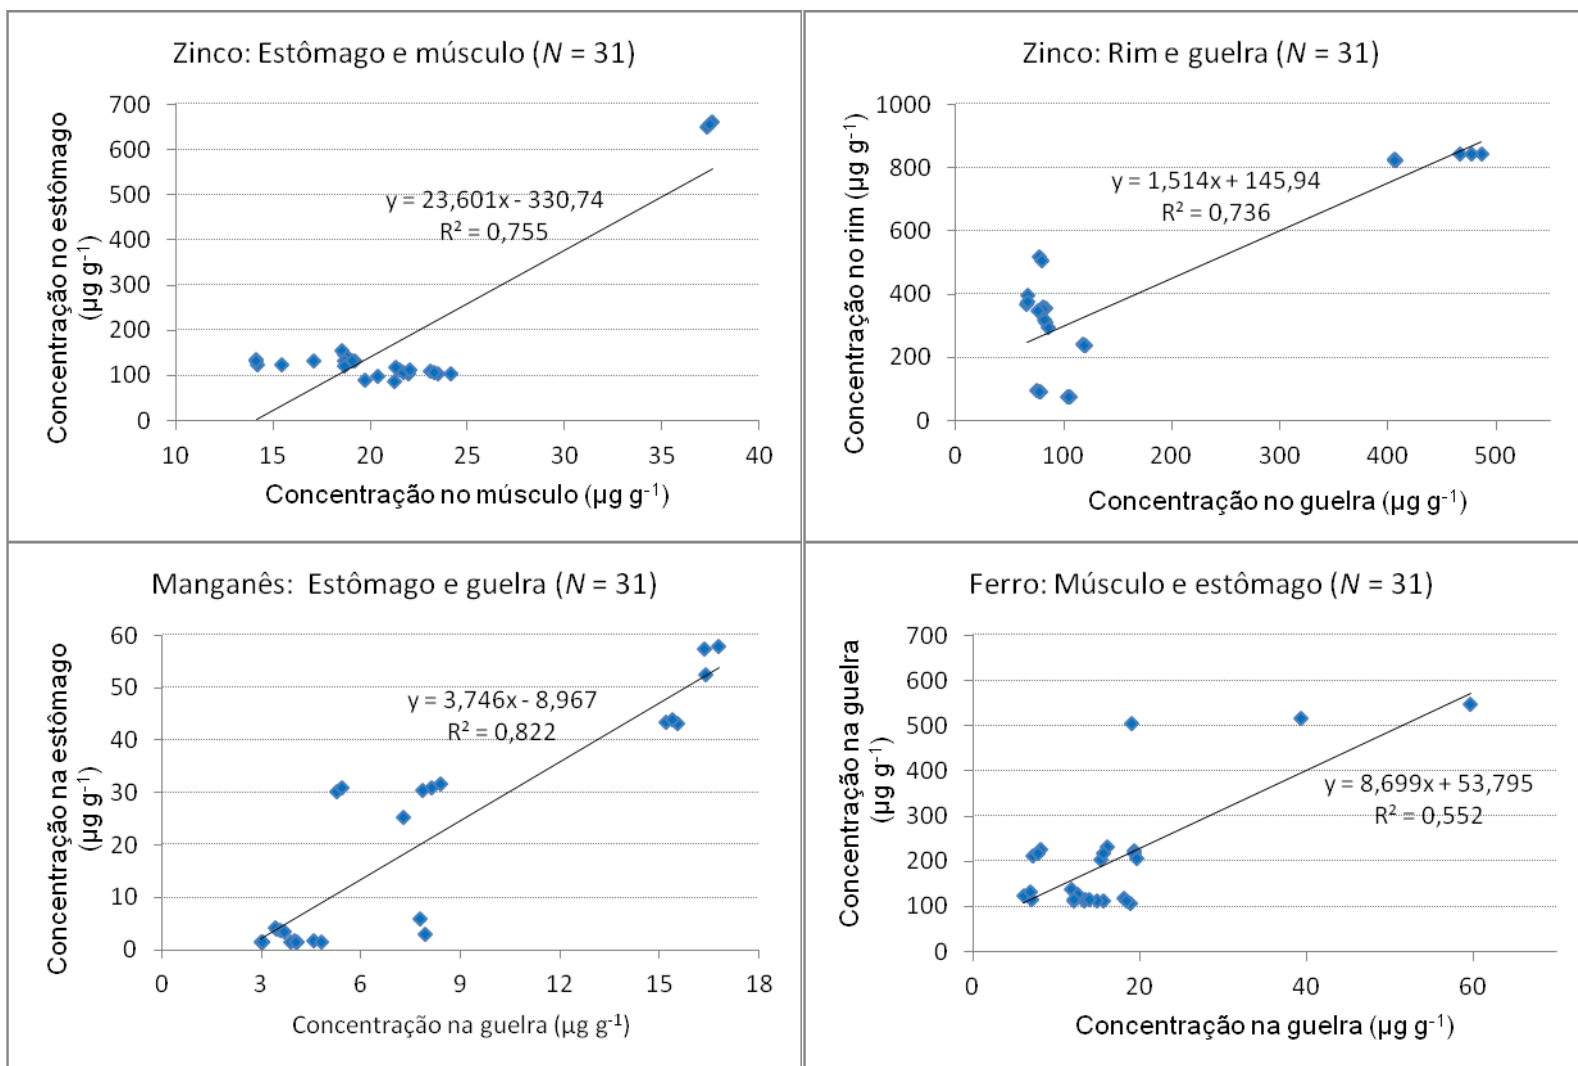 Zinco: Estômago e músculo (N = 31)
Concentração no estômago
(µg g⁻¹)
700
600
500
400
300
200
100
0
y = 23,601x - 330,74
R² = 0,755
10 15 20 25 30 35 40
Concentração no músculo (µg g⁻¹)
Zinco: Rim e guelra (N = 31)
Concentração no rim (µg g⁻¹)
1000
800
600
400
200
0
y = 1,514x + 145,94
R² = 0,736
0 100 200 300 400 500
Concentração no guelra (µg g⁻¹)
Manganês: Estômago e guelra (N = 31)
Concentração na estômago
(µg g⁻¹)
60
50
40
30
20
10
0
y = 3,746x - 8,967
R² = 0,822
0 3 6 9 12 15 18
Concentração na guelra (µg g⁻¹)
Ferro: Músculo e estômago (N = 31)
Concentração na guelra
(µg g⁻¹)
700
600
500
400
300
200
100
0
y = 8,699x + 53,795
R² = 0,552
0 20 40 60
Concentração na guelra (µg g⁻¹)